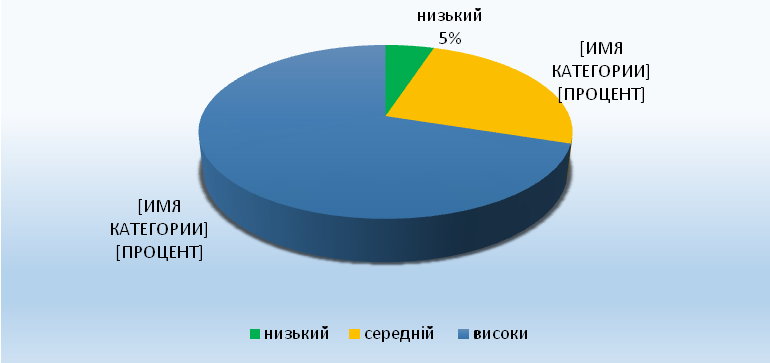 низький
5%
[ИМЯ
КАТЕГОРИИ]
[ПРОЦЕНТ]
[ИМЯ
КАТЕГОРИИ]
[ПРОЦЕНТ]
низький середній високи